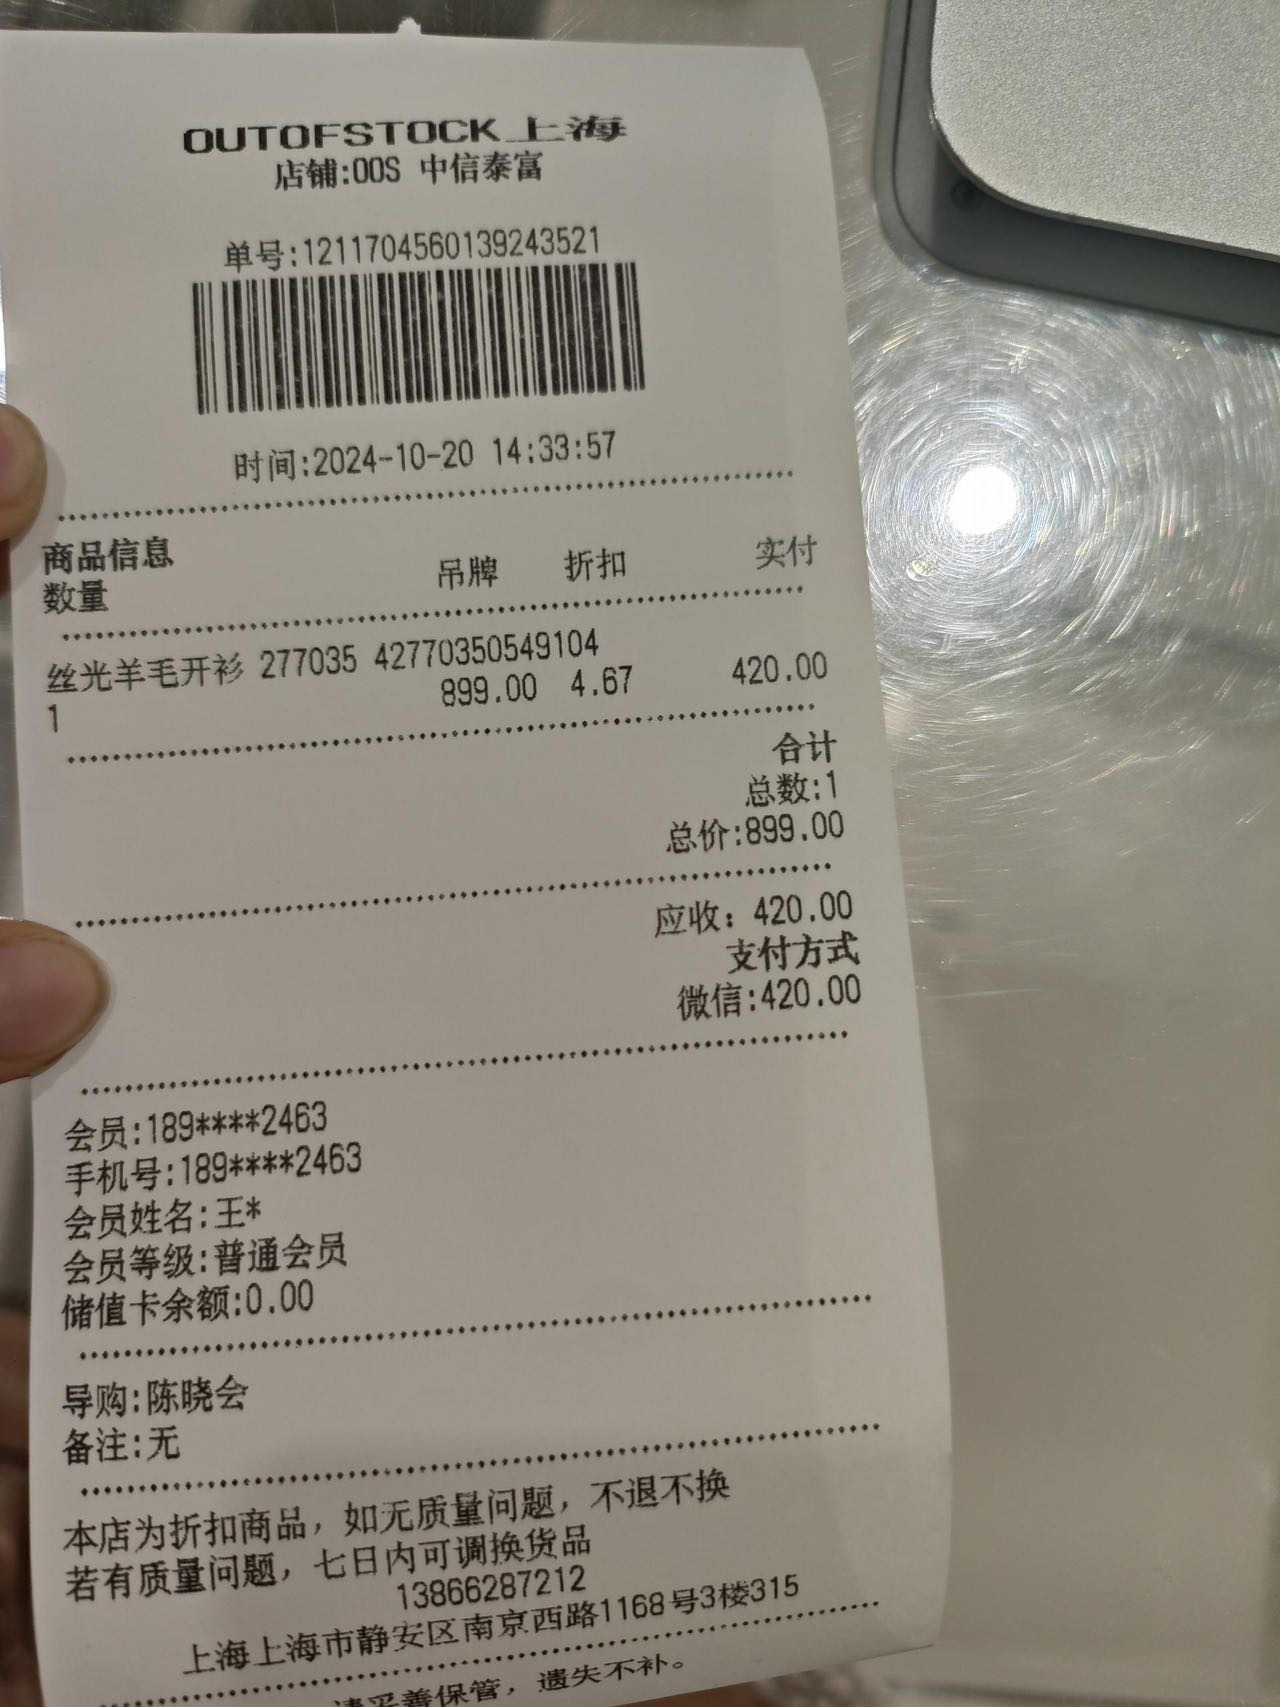 OUTOFSTOCK上海
店铺:OOS 中信泰富
单号:1211704560139243521
时间:2024-10-20 14:33:57
商品信息 吊牌 折扣 实付
数量
丝光羊毛开衫 277035 42770350549104
899.00 4.67 420.00
1
合计
总数:1
总价:899.00
应收: 420.00
支付方式
微信:420.00
会员:189****2463
手机号:189****2463
会员姓名:王*
会员等级:普通会员
储值卡余额:0.00
导购:陈晓会
备注:无
本店为折扣商品，如无质量问题，不退不换
若有质量问题，七日内可调换货品
13866287212
上海上海市静安区南京西路1168号3楼315
请妥善保管，遗失不补。